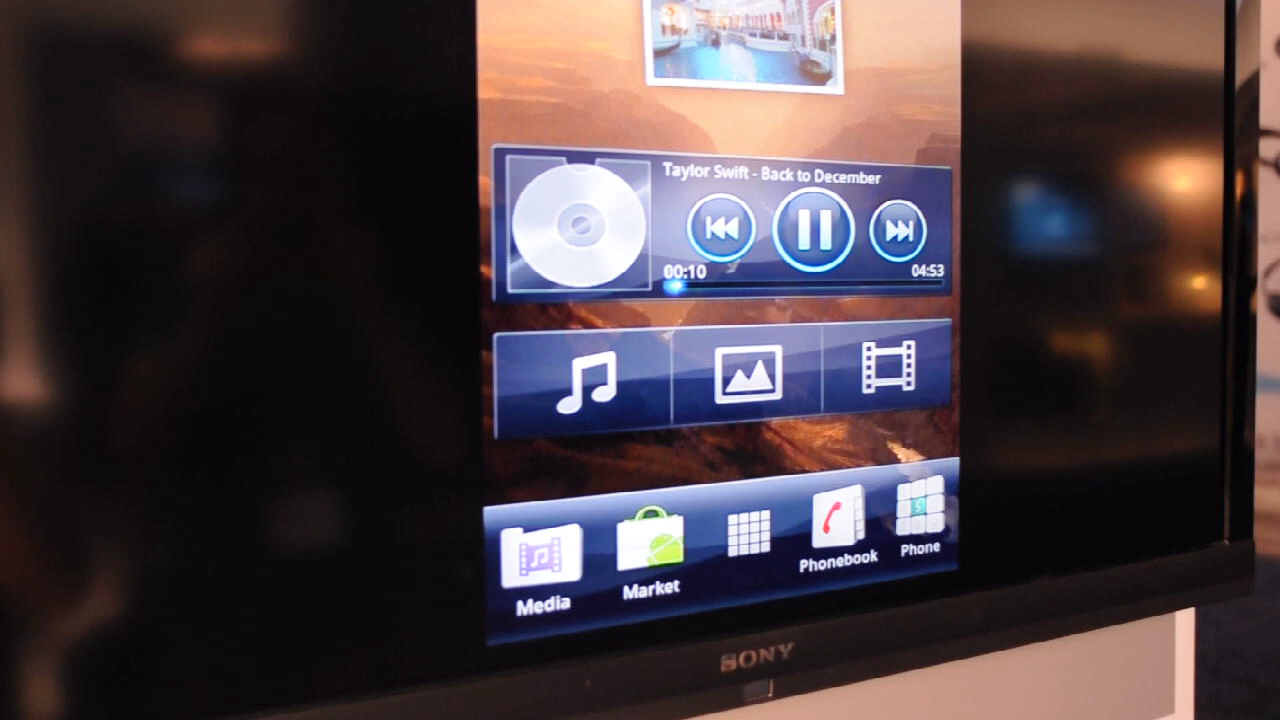 Taylor Swift - Back to December
00:10
04:53
Media
Market
Phonebook
Phone
SONY